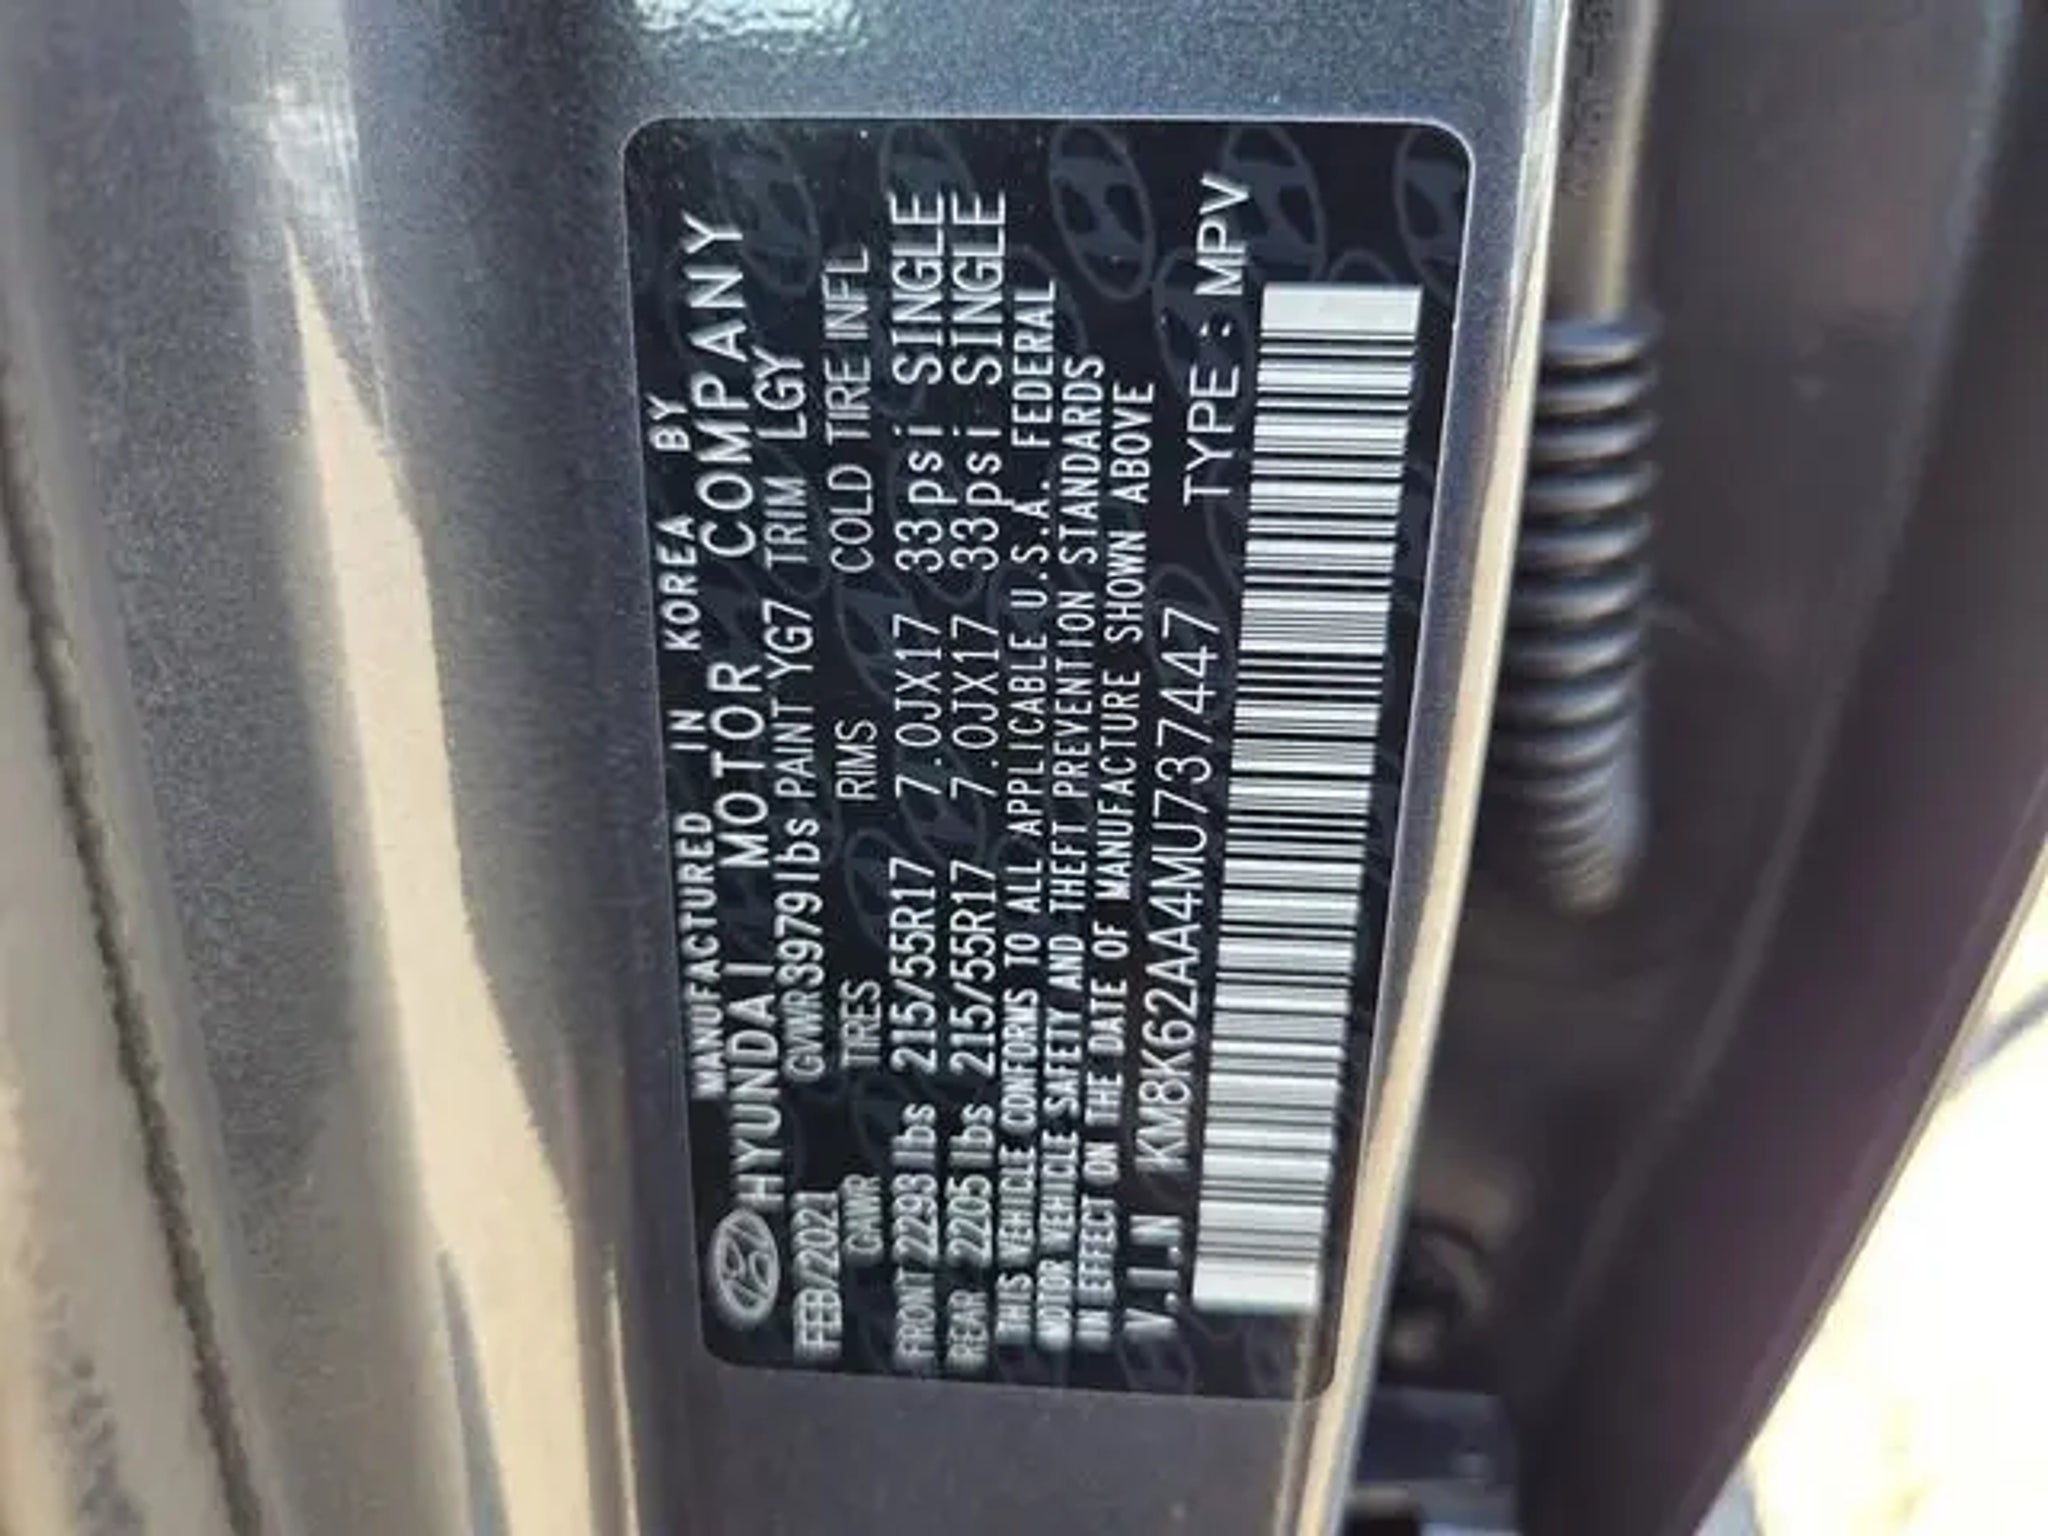 MANUFACTURED IN KOREA BY
HYUNDAI MOTOR COMPANY
FEB/2021 GVWR3979lbs PAINT YG7 TRIM LGY
GAWR TIRES RIMS COLD TIRE INFL
FRONT 2293 lbs 215/55R17 7.0JX17 33psi SINGLE
REAR 2205 lbs 215/55R17 7.0JX17 33psi SINGLE
THIS VEHICLE CONFORMS TO ALL APPLICABLE U.S.A. FEDERAL
MOTOR VEHICLE SAFETY AND THEFT PREVENTION STANDARDS
IN EFFECT ON THE DATE OF MANUFACTURE SHOWN ABOVE
V.I.N KM8K62AA4MU737447 TYPE : MPV